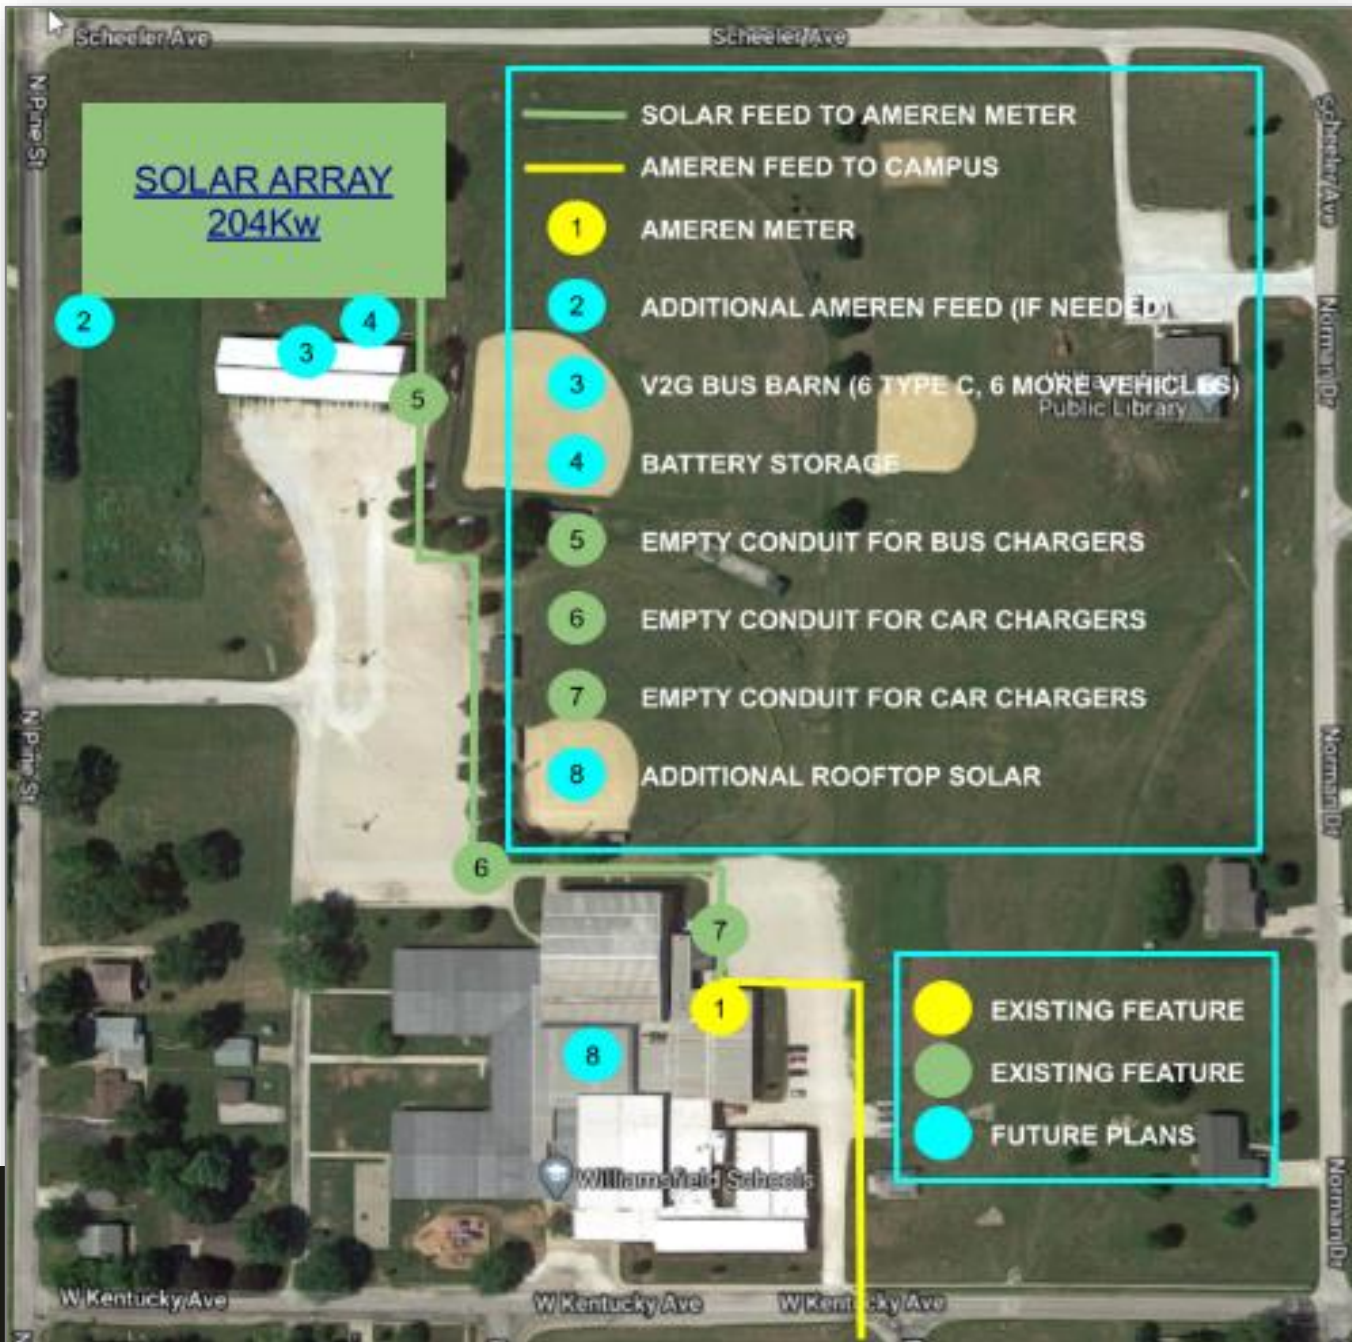 Scheeler Ave
Scheeler Ave
N Pine St
Scheeler Ave
SOLAR ARRAY
204Kw
SOLAR FEED TO AMEREN METER
AMEREN FEED TO CAMPUS
1 AMEREN METER
2 ADDITIONAL AMEREN FEED (IF NEEDED)
3 V2G BUS BARN (6 TYPE C, 6 MORE VEHICLES)
4 BATTERY STORAGE
5 EMPTY CONDUIT FOR BUS CHARGERS
6 EMPTY CONDUIT FOR CAR CHARGERS
7 EMPTY CONDUIT FOR CAR CHARGERS
8 ADDITIONAL ROOFTOP SOLAR
2
4
3
5
6
7
1
8
Public Library
Norman Dr
N Pine St
Norman Dr
EXISTING FEATURE
EXISTING FEATURE
FUTURE PLANS
Williamsfield Schools
Norman Dr
W Kentucky Ave
W Kentucky Ave
W Kentucky Ave